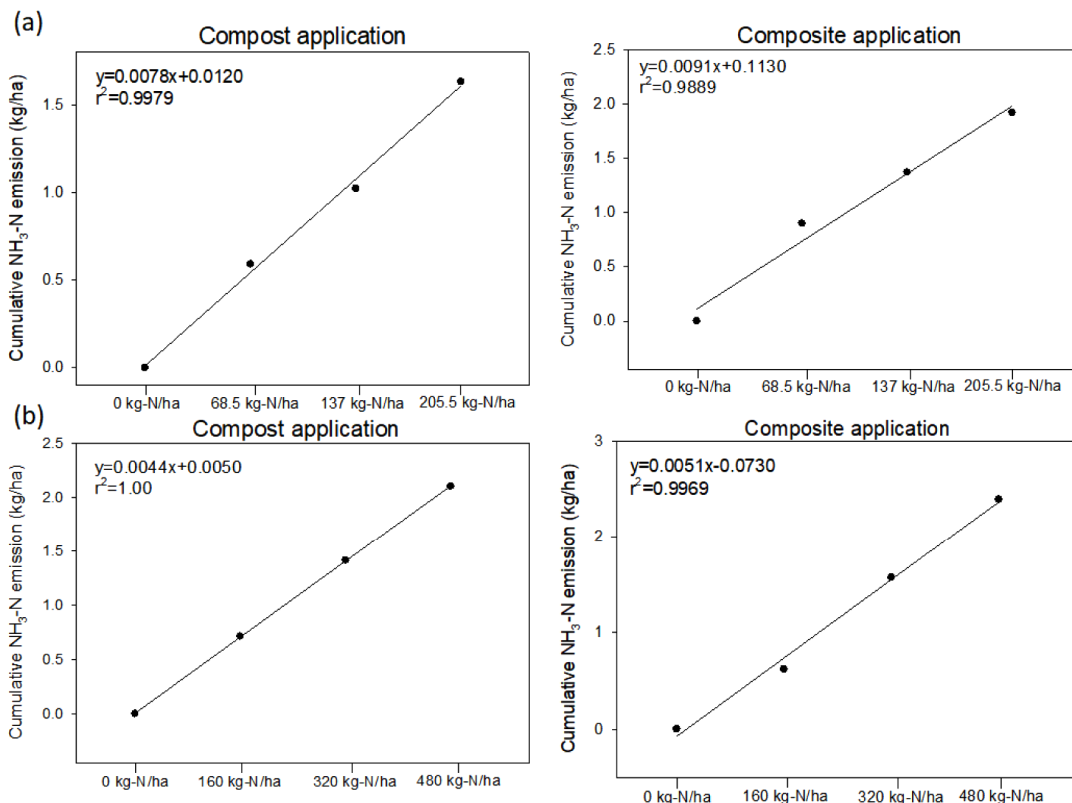 (a)
Compost application
y=0.0078x+0.0120
r²=0.9979
Cumulative NH₃-N emission (kg/ha)
1.5
1.0
0.5
0.0
0 kg-N/ha 68.5 kg-N/ha 137 kg-N/ha 205.5 kg-N/ha
Composite application
y=0.0091x+0.1130
r²=0.9889
Cumulative NH₃-N emission (kg/ha)
2.5
2.0
1.5
1.0
0.5
0.0
0 kg-N/ha 68.5 kg-N/ha 137 kg-N/ha 205.5 kg-N/ha
(b)
Compost application
y=0.0044x+0.0050
r²=1.00
Cumulative NH₃-N emission (kg/ha)
2.5
2.0
1.5
1.0
0.5
0.0
0 kg-N/ha 160 kg-N/ha 320 kg-N/ha 480 kg-N/ha
Composite application
y=0.0051x-0.0730
r²=0.9969
Cumulative NH₃-N emission (kg/ha)
3
2
1
0
0 kg-N/ha 160 kg-N/ha 320 kg-N/ha 480 kg-N/ha